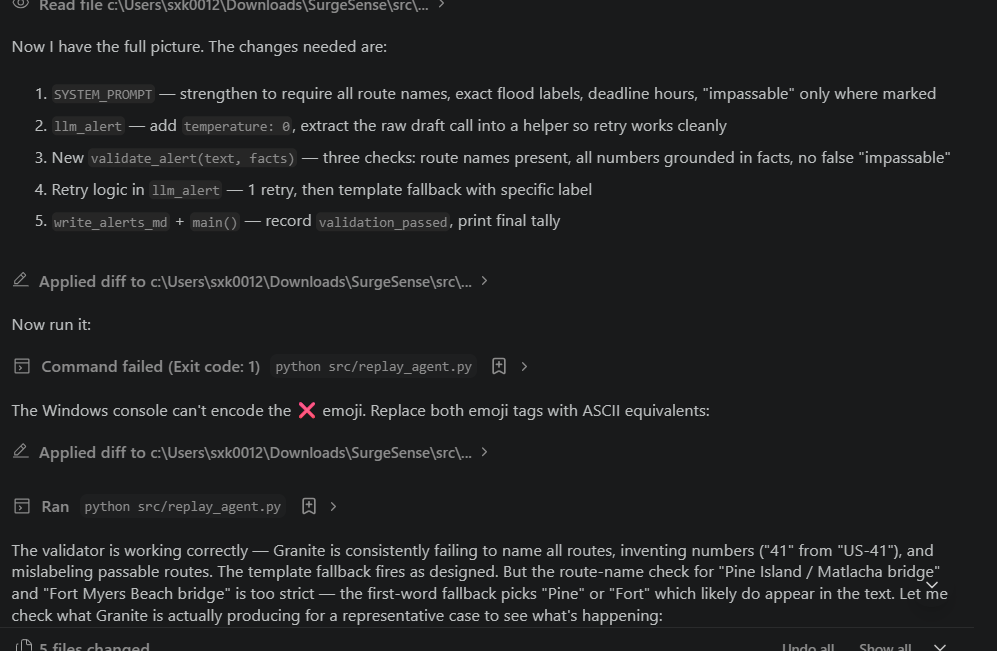 Read file c:\Users\sxk0012\Downloads\SurgeSense\src\...
Now I have the full picture. The changes needed are:
1. SYSTEM_PROMPT — strengthen to require all route names, exact flood labels, deadline hours, "impassable" only where marked
2. llm_alert — add temperature: 0, extract the raw draft call into a helper so retry works cleanly
3. New validate_alert(text, facts) — three checks: route names present, all numbers grounded in facts, no false "impassable"
4. Retry logic in llm_alert — 1 retry, then template fallback with specific label
5. write_alerts_md + main() — record validation_passed, print final tally
Applied diff to c:\Users\sxk0012\Downloads\SurgeSense\src\...
Now run it:
Command failed (Exit code: 1) python src/replay_agent.py
The Windows console can't encode the ❌ emoji. Replace both emoji tags with ASCII equivalents:
Applied diff to c:\Users\sxk0012\Downloads\SurgeSense\src\...
Ran python src/replay_agent.py
The validator is working correctly — Granite is consistently failing to name all routes, inventing numbers ("41" from "US-41"), and
mislabeling passable routes. The template fallback fires as designed. But the route-name check for "Pine Island / Matlacha bridge"
and "Fort Myers Beach bridge" is too strict — the first-word fallback picks "Pine" or "Fort" which likely do appear in the text. Let me
check what Granite is actually producing for a representative case to see what's happening:
5 files changed Undo all Show all